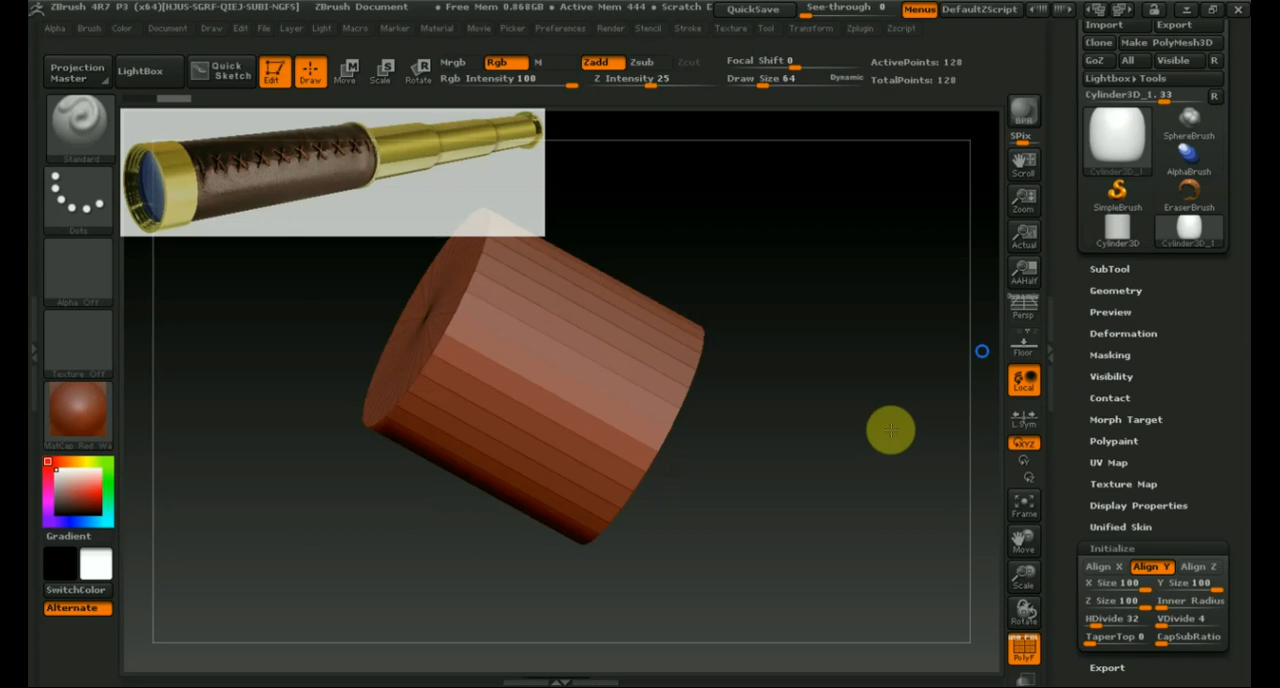 ZBrush 4R7 P3 (x64)[HJUS-SGRF-QIEJ-SUBI-NGFS] ZBrush Document • Free Mem 0.868GB • Active Mem 444 • Scratch D QuickSave See-through 0 Menus DefaultZScript
Alpha Brush Color Document Draw Edit File Layer Light Macro Marker Material Movie Picker Preferences Render Stencil Stroke Texture Tool Transform Zplugin Zscript
Import Export
Clone Make PolyMesh3D
GoZ All Visible R
Lightbox▸Tools
Cylinder3D_1. 33 R
Projection Master
LightBox
Quick Sketch
Edit Draw Move Scale Rotate
Mrgb Rgb M
Rgb Intensity 100
Zadd Zsub Zcut
Z Intensity 25
Focal Shift 0
Draw Size 64 Dynamic
ActivePoints: 128
TotalPoints: 128
Standard
Dots
Alpha Off
Texture Off
MatCap Red Wa
Gradient
SwitchColor
Alternate
BPR
SPix
Scroll
Zoom
Actual
AAHalf
Dynamic
Persp
Floor
Local
L.Sym
XYZ
Frame
Move
Scale
Rotate
PolyF
Cylinder3D_1
SphereBrush
AlphaBrush
SimpleBrush
EraserBrush
Cylinder3D
Cylinder3D_1
SubTool
Geometry
Preview
Deformation
Masking
Visibility
Contact
Morph Target
Polypaint
UV Map
Texture Map
Display Properties
Unified Skin
Initialize
Align X Align Y Align Z
X Size 100 Y Size 100
Z Size 100 Inner Radius
HDivide 32 VDivide 4
TaperTop 0 CapSubRatio
Export